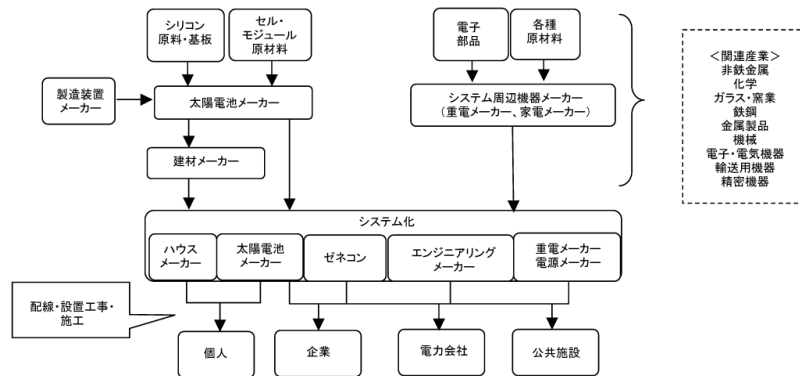 シリコン
原料・基板
セル・
モジュール
原材料
電子
部品
各種
原材料
製造装置
メーカー
太陽電池メーカー
システム周辺機器メーカー
（重電メーカー、家電メーカー）
建材メーカー
＜関連産業＞
非鉄金属
化学
ガラス・窯業
鉄鋼
金属製品
機械
電子・電気機器
輸送用機器
精密機器
システム化
ハウス
メーカー
太陽電池
メーカー
ゼネコン
エンジニアリング
メーカー
重電メーカー
電源メーカー
配線・設置工事・
施工
個人
企業
電力会社
公共施設